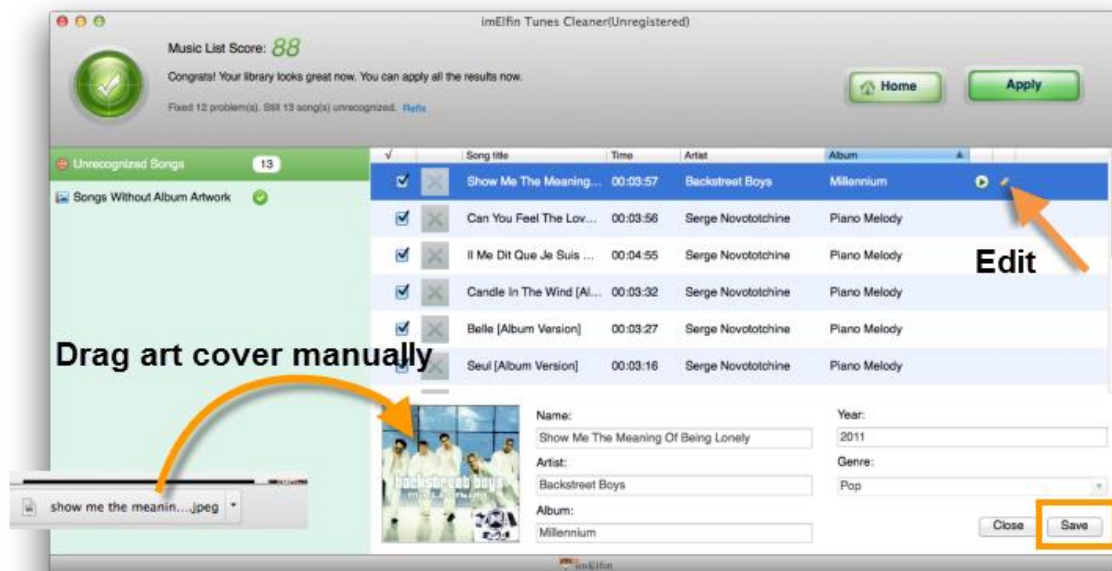 imElfin Tunes Cleaner(Unregistered)
Music List Score: 88
Congrats! Your library looks great now. You can apply all the results now.
Fixed 12 problem(s). Still 13 song(s) unrecognized. Refix
Home
Apply
Unrecognized Songs 13
Songs Without Album Artwork
√ Song title Time Artist Album
Show Me The Meaning... 00:03:57 Backstreet Boys Millennium
Can You Feel The Lov... 00:03:56 Serge Novototchine Piano Melody
Il Me Dit Que Je Suis ... 00:04:55 Serge Novototchine Piano Melody
Edit
Candle In The Wind [Al... 00:03:32 Serge Novototchine Piano Melody
Belle [Album Version] 00:03:27 Serge Novototchine Piano Melody
Drag art cover manually
Seul [Album Version] 00:03:16 Serge Novototchine Piano Melody
backstreet boys
millennium
show me the meanin....jpeg
Name:
Show Me The Meaning Of Being Lonely
Artist:
Backstreet Boys
Album:
Millennium
Year:
2011
Genre:
Pop
Close
Save
imElfin